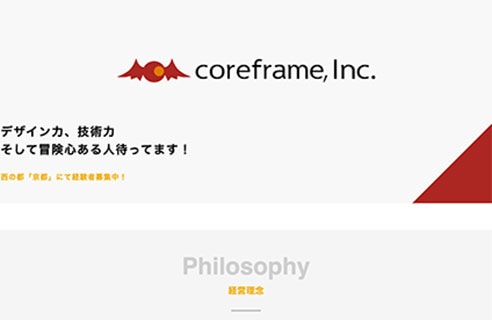 coreframe, Inc.
デザイン力、技術力
そして冒険心ある人待ってます！
西の都「京都」にて経験者募集中！
Philosophy
経営理念